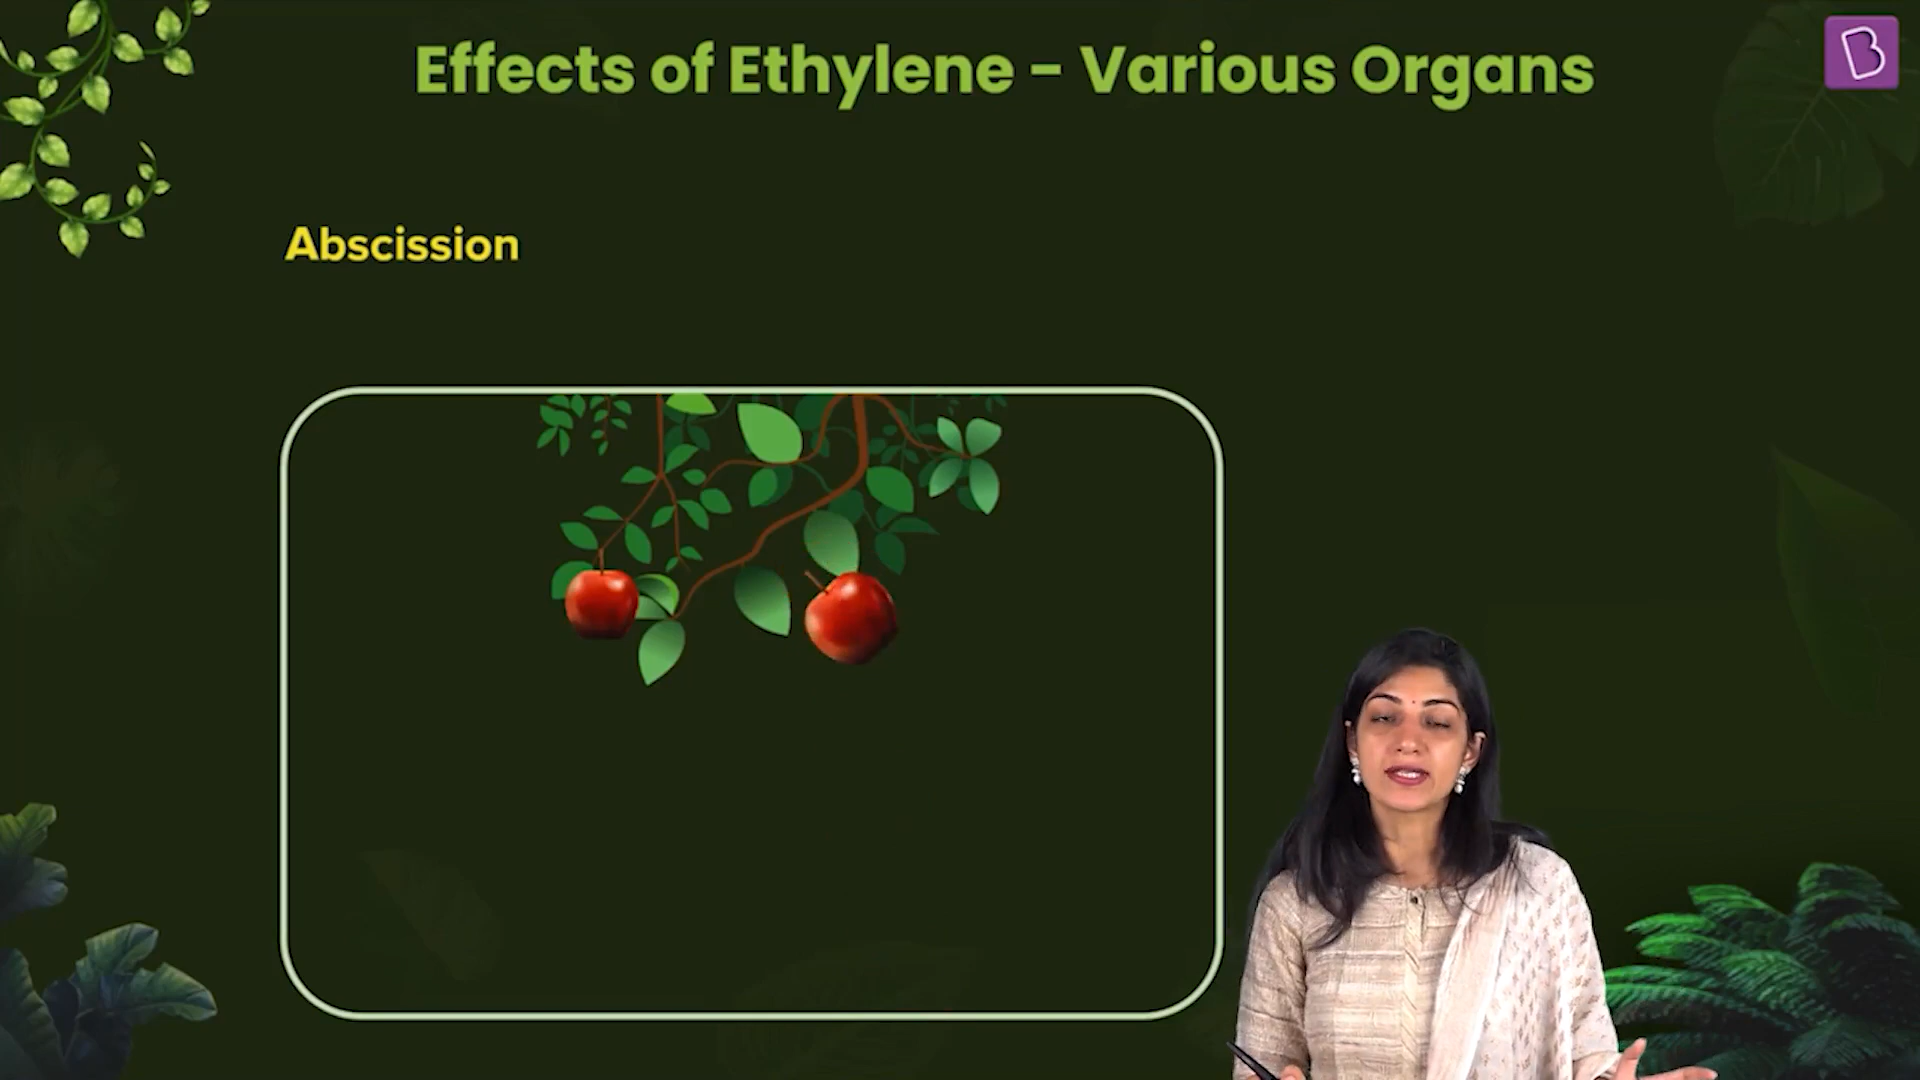 Effects of Ethylene - Various Organs
Abscission